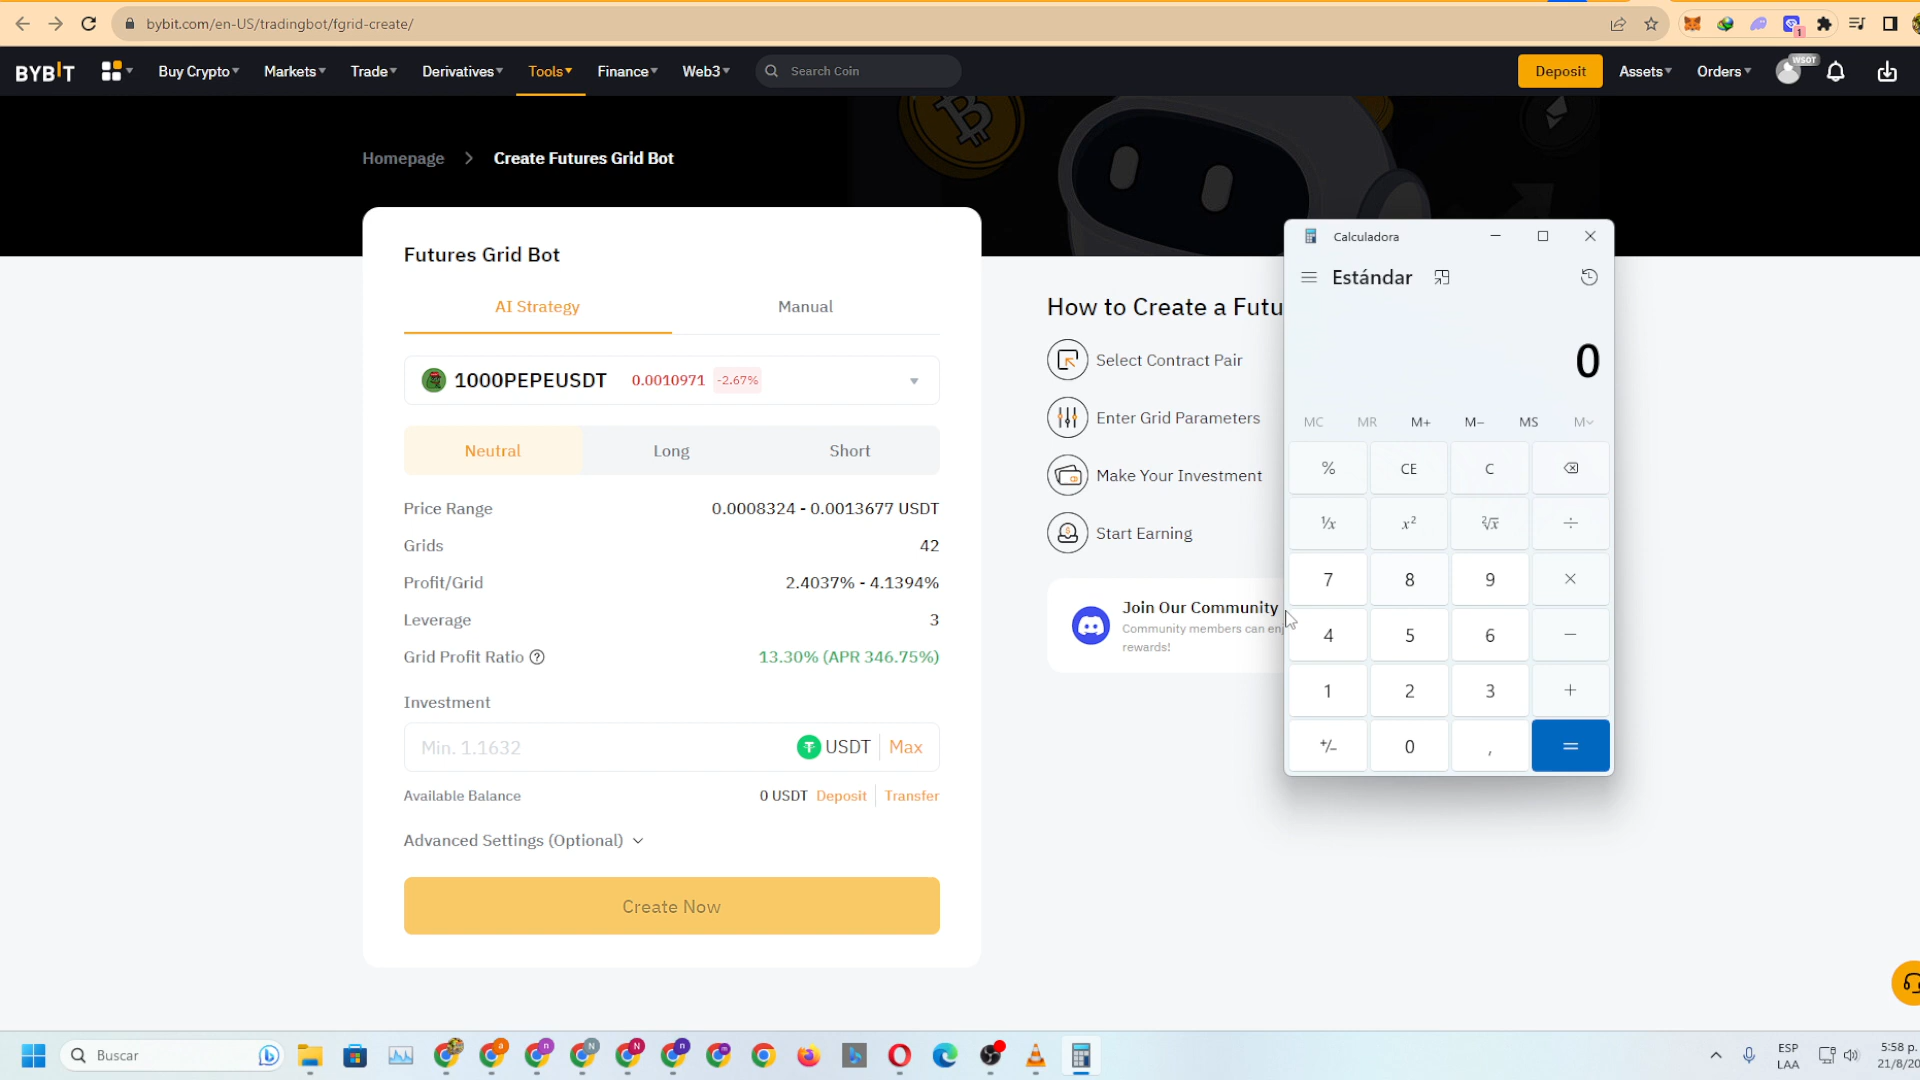 bybit.com/en-US/tradingbot/fgrid-create/
1
BYBIT
Buy Crypto
Markets
Trade
Derivatives
Tools
Finance
Web3
Search Coin
Deposit
Assets
Orders
WSOT
Homepage > Create Futures Grid Bot
Futures Grid Bot
AI Strategy
Manual
1000PEPEUSDT 0.0010971 -2.67%
Neutral
Long
Short
Price Range 0.0008324 - 0.0013677 USDT
Grids 42
Profit/Grid 2.4037% - 4.1394%
Leverage 3
Grid Profit Ratio 13.30% (APR 346.75%)
Investment
Min. 1.1632 USDT Max
Available Balance 0 USDT Deposit Transfer
Advanced Settings (Optional)
Create Now
How to Create a Futu
Select Contract Pair
Enter Grid Parameters
Make Your Investment
Start Earning
Join Our Community
Community members can en
rewards!
Calculadora
Estándar
0
MC MR M+ M− MS M
% CE C
⅟x x² ²√x ÷
7 8 9 ×
4 5 6 −
1 2 3 +
+/− 0 , =
Buscar
ESP
LAA
5:58 p.
21/8/20